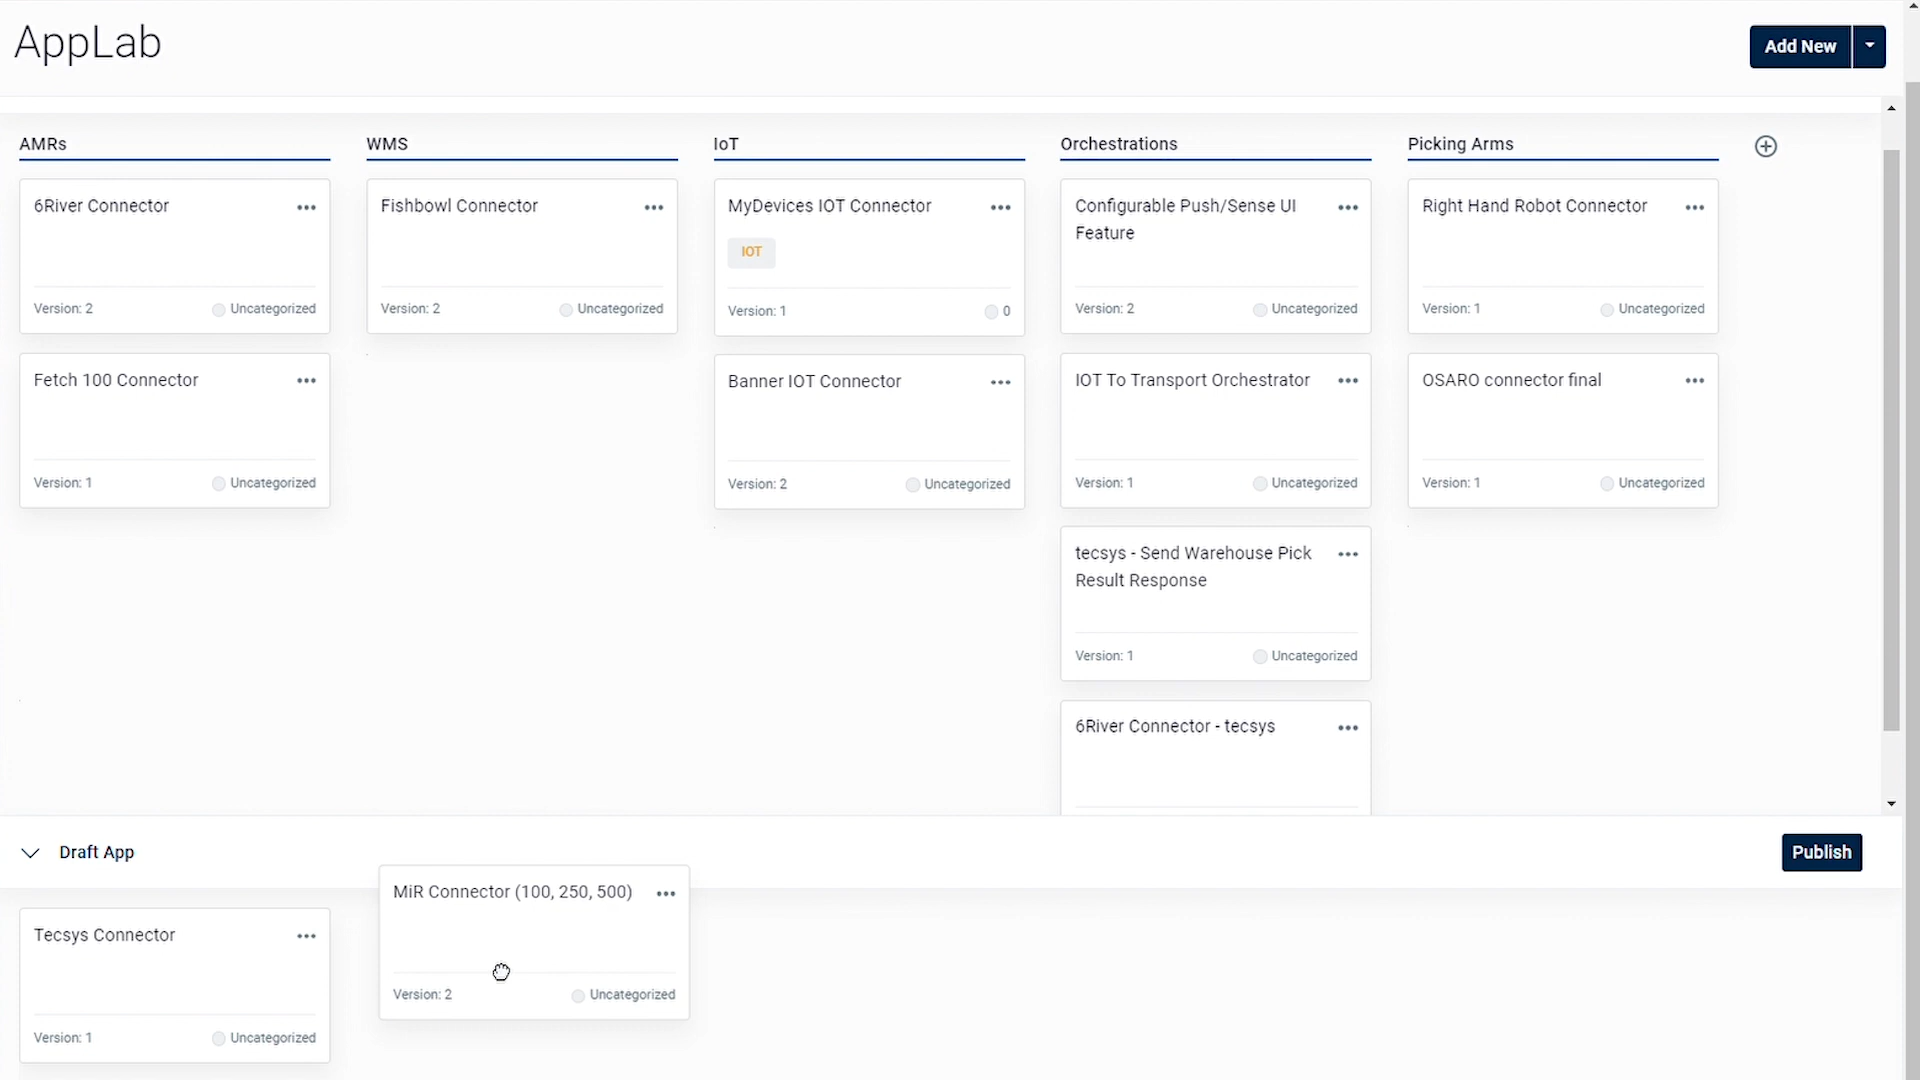 AppLab
Add New
AMRs
WMS
IoT
Orchestrations
Picking Arms
6River Connector
Version: 2
Uncategorized
Fetch 100 Connector
Version: 1
Uncategorized
Fishbowl Connector
Version: 2
Uncategorized
MyDevices IOT Connector
IOT
Version: 1
0
Banner IOT Connector
Version: 2
Uncategorized
Configurable Push/Sense UI
Feature
Version: 2
Uncategorized
IOT To Transport Orchestrator
Version: 1
Uncategorized
tecsys - Send Warehouse Pick
Result Response
Version: 1
Uncategorized
6River Connector - tecsys
Right Hand Robot Connector
Version: 1
Uncategorized
OSARO connector final
Version: 1
Uncategorized
Draft App
Publish
Tecsys Connector
Version: 1
Uncategorized
MiR Connector (100, 250, 500)
Version: 2
Uncategorized